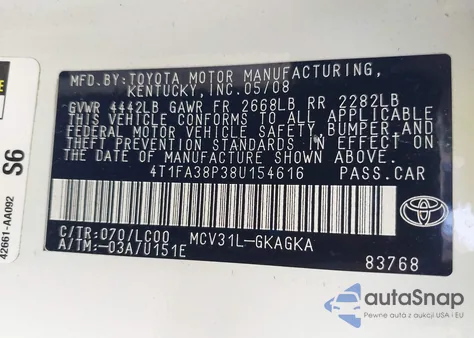 MFD.BY:TOYOTA MOTOR MANUFACTURING,
KENTUCKY, INC.05/08
GVWR 4442LB GAWR FR 2668LB RR 2282LB
THIS VEHICLE CONFORMS TO ALL APPLICABLE
FEDERAL MOTOR VEHICLE SAFETY, BUMPER, AND
THEFT PREVENTION STANDARDS IN EFFECT ON
THE DATE OF MANUFACTURE SHOWN ABOVE.
4T1FA38P38U154616 PASS.CAR
C/TR:070/LC00 MCV31L-GKAGKA
A/TM:-03A/U151E
83768
TOYOTA
S6
42661-AA092
autoSnap
Pewne auto z dostawą z USA i EU